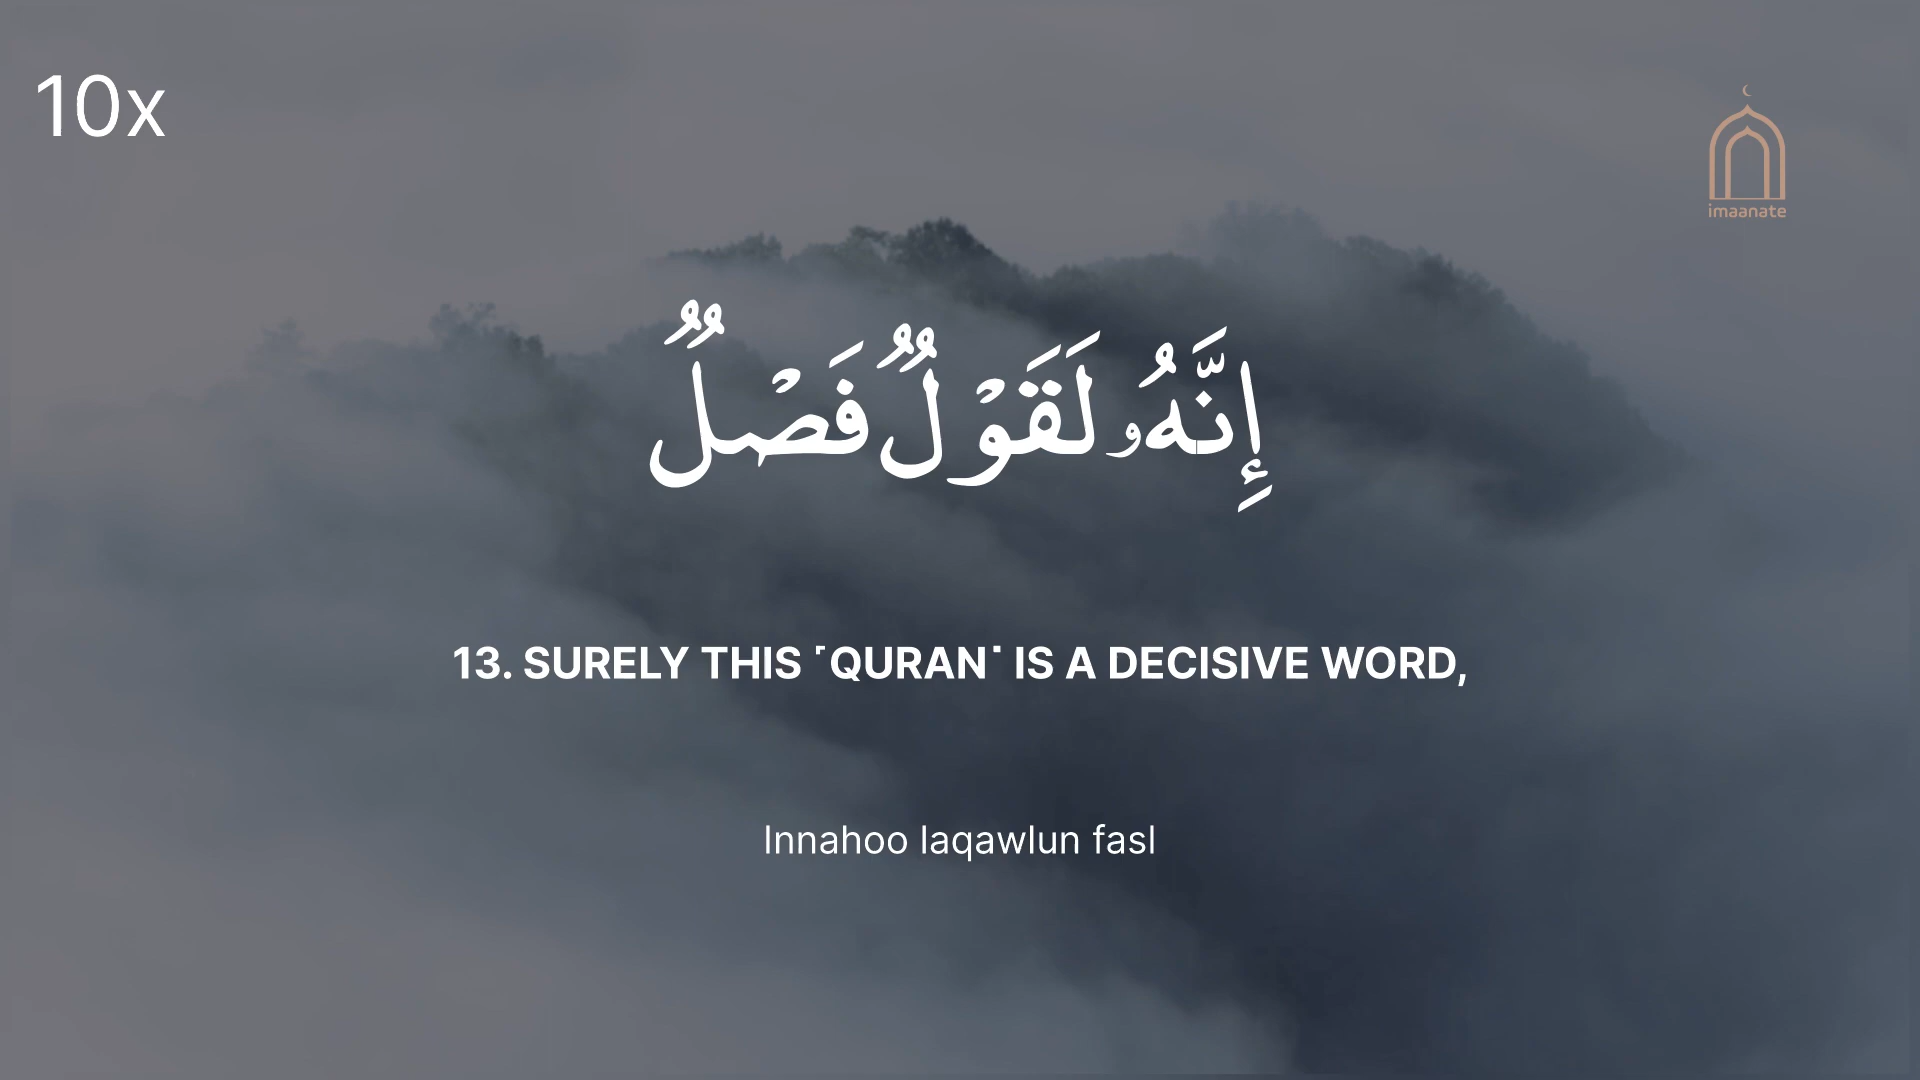 10x
imaanate
إِنَّهُۥ لَقَوْلٌ فَصْلٌ
13. SURELY THIS ˹QURAN˺ IS A DECISIVE WORD,
Innahoo laqawlun fasl